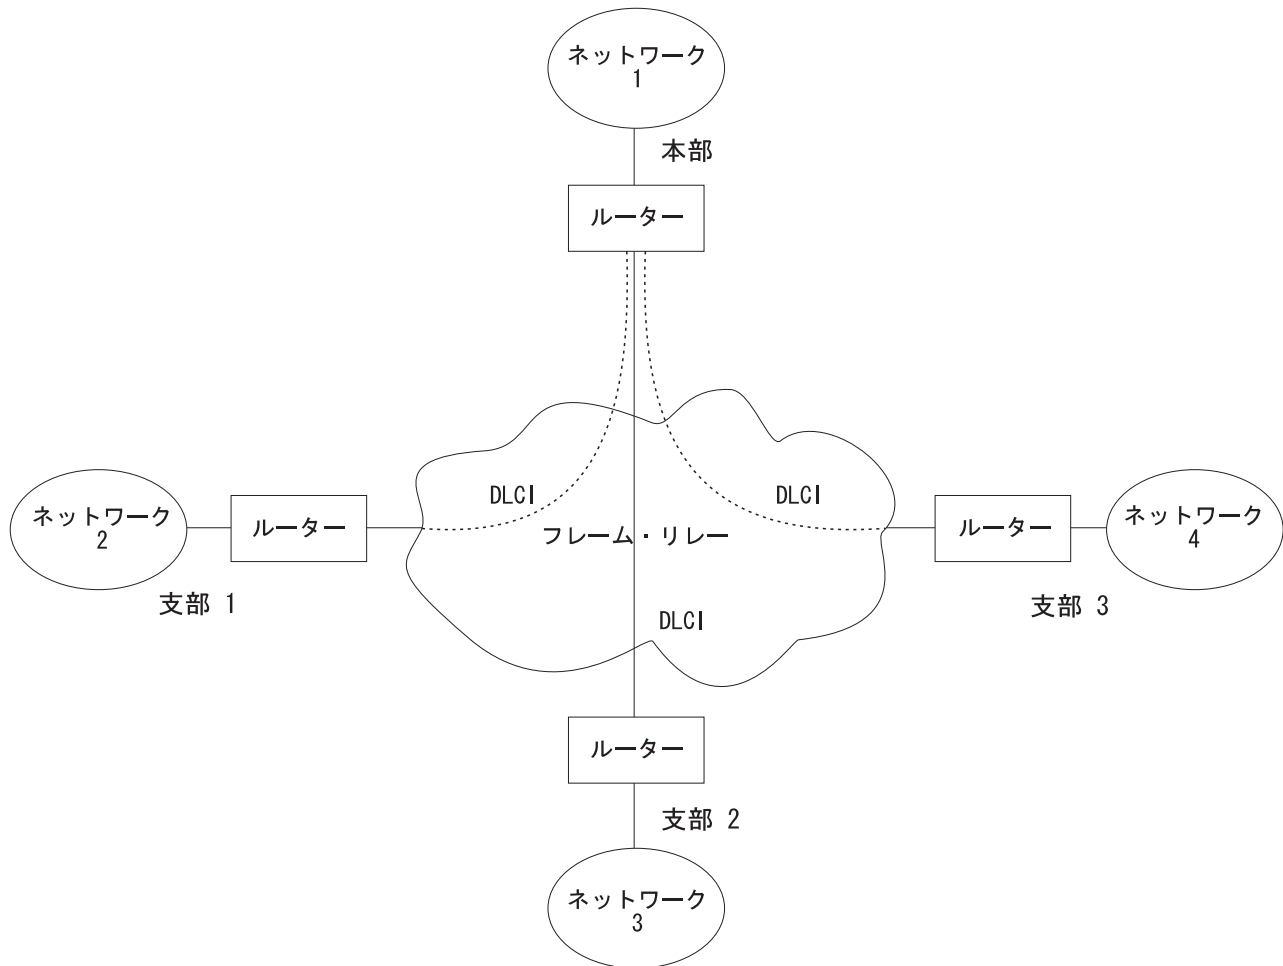 ネットワーク
1
本部
ルーター
DLCI
DLCI
ネットワーク
2
ルーター
フレーム・リレー
ルーター
ネットワーク
4
支部 1
支部 3
DLCI
ルーター
支部 2
ネットワーク
3